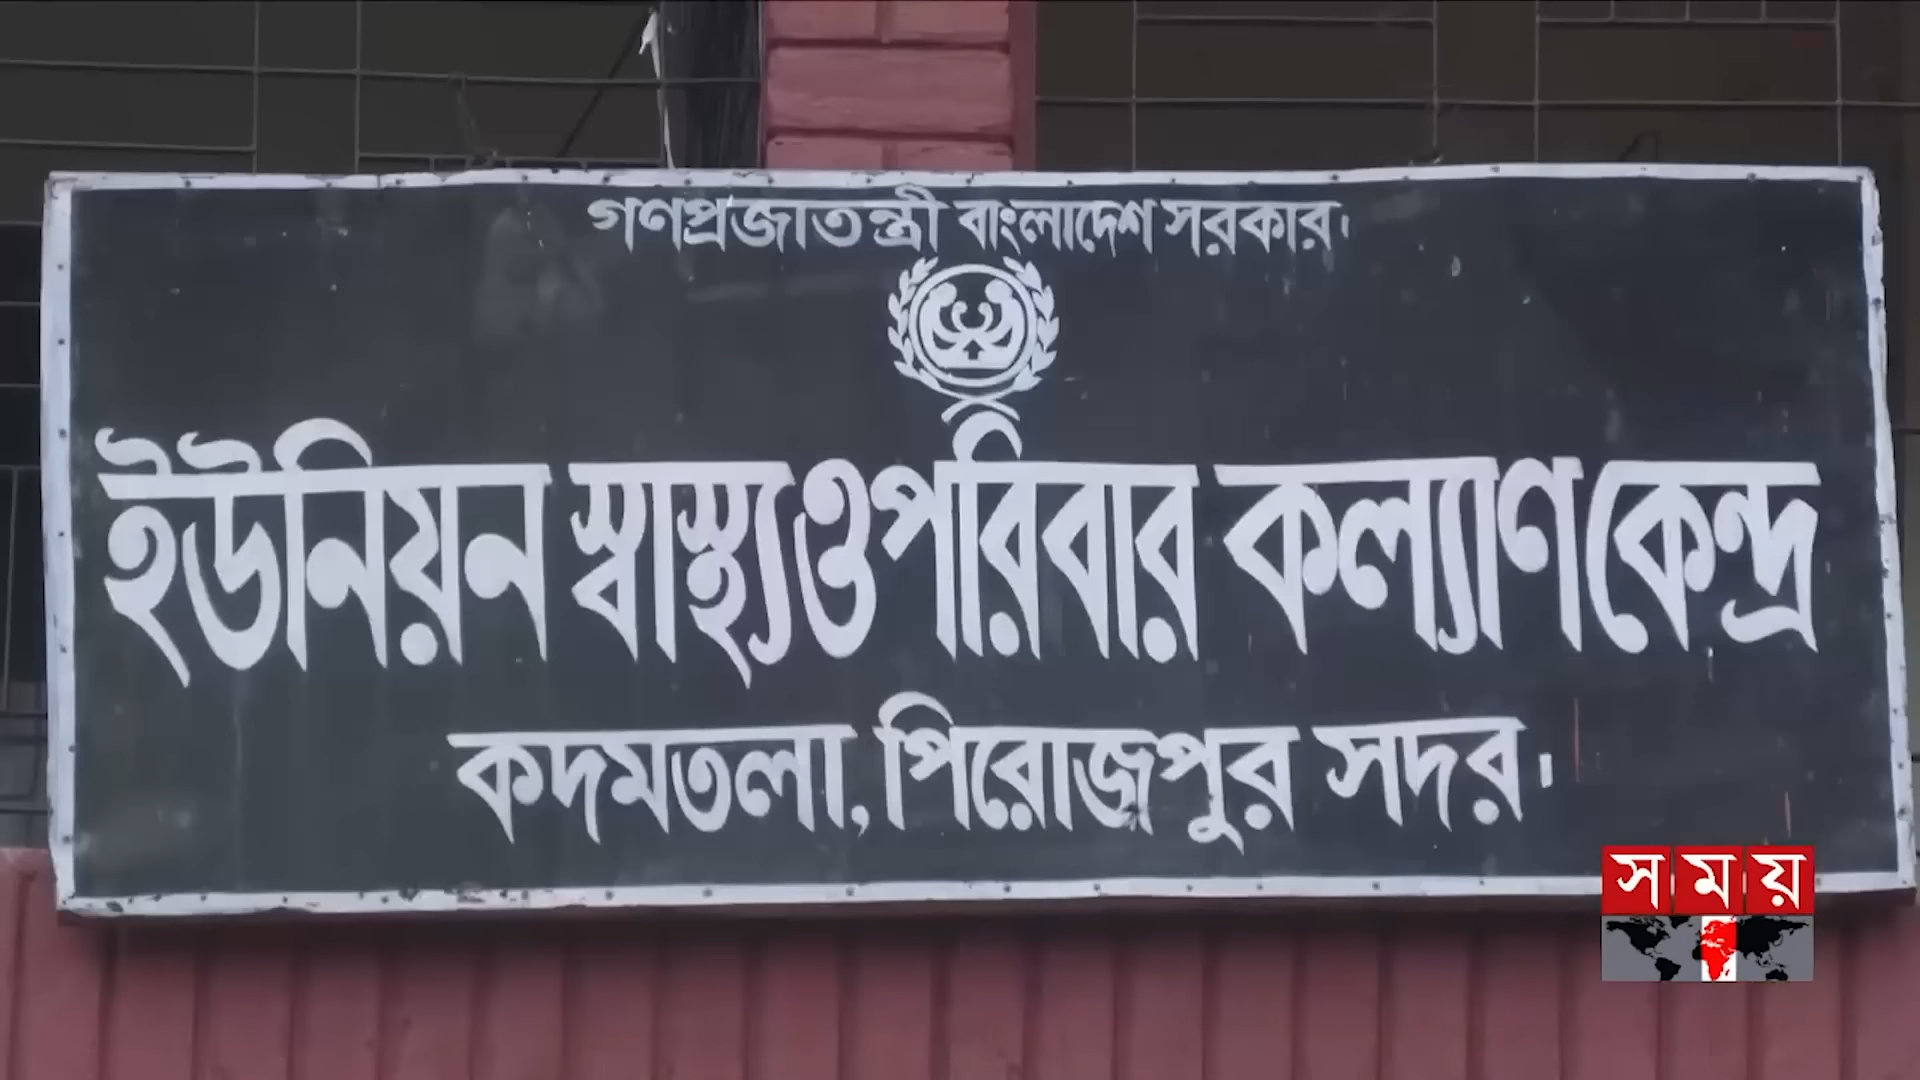 গণপ্রজাতন্ত্রী বাংলাদেশ সরকার।
ইউনিয়ন স্বাস্থ্য ও পরিবার কল্যাণ কেন্দ্র
কদমতলা, পিরোজপুর সদর।
সময়